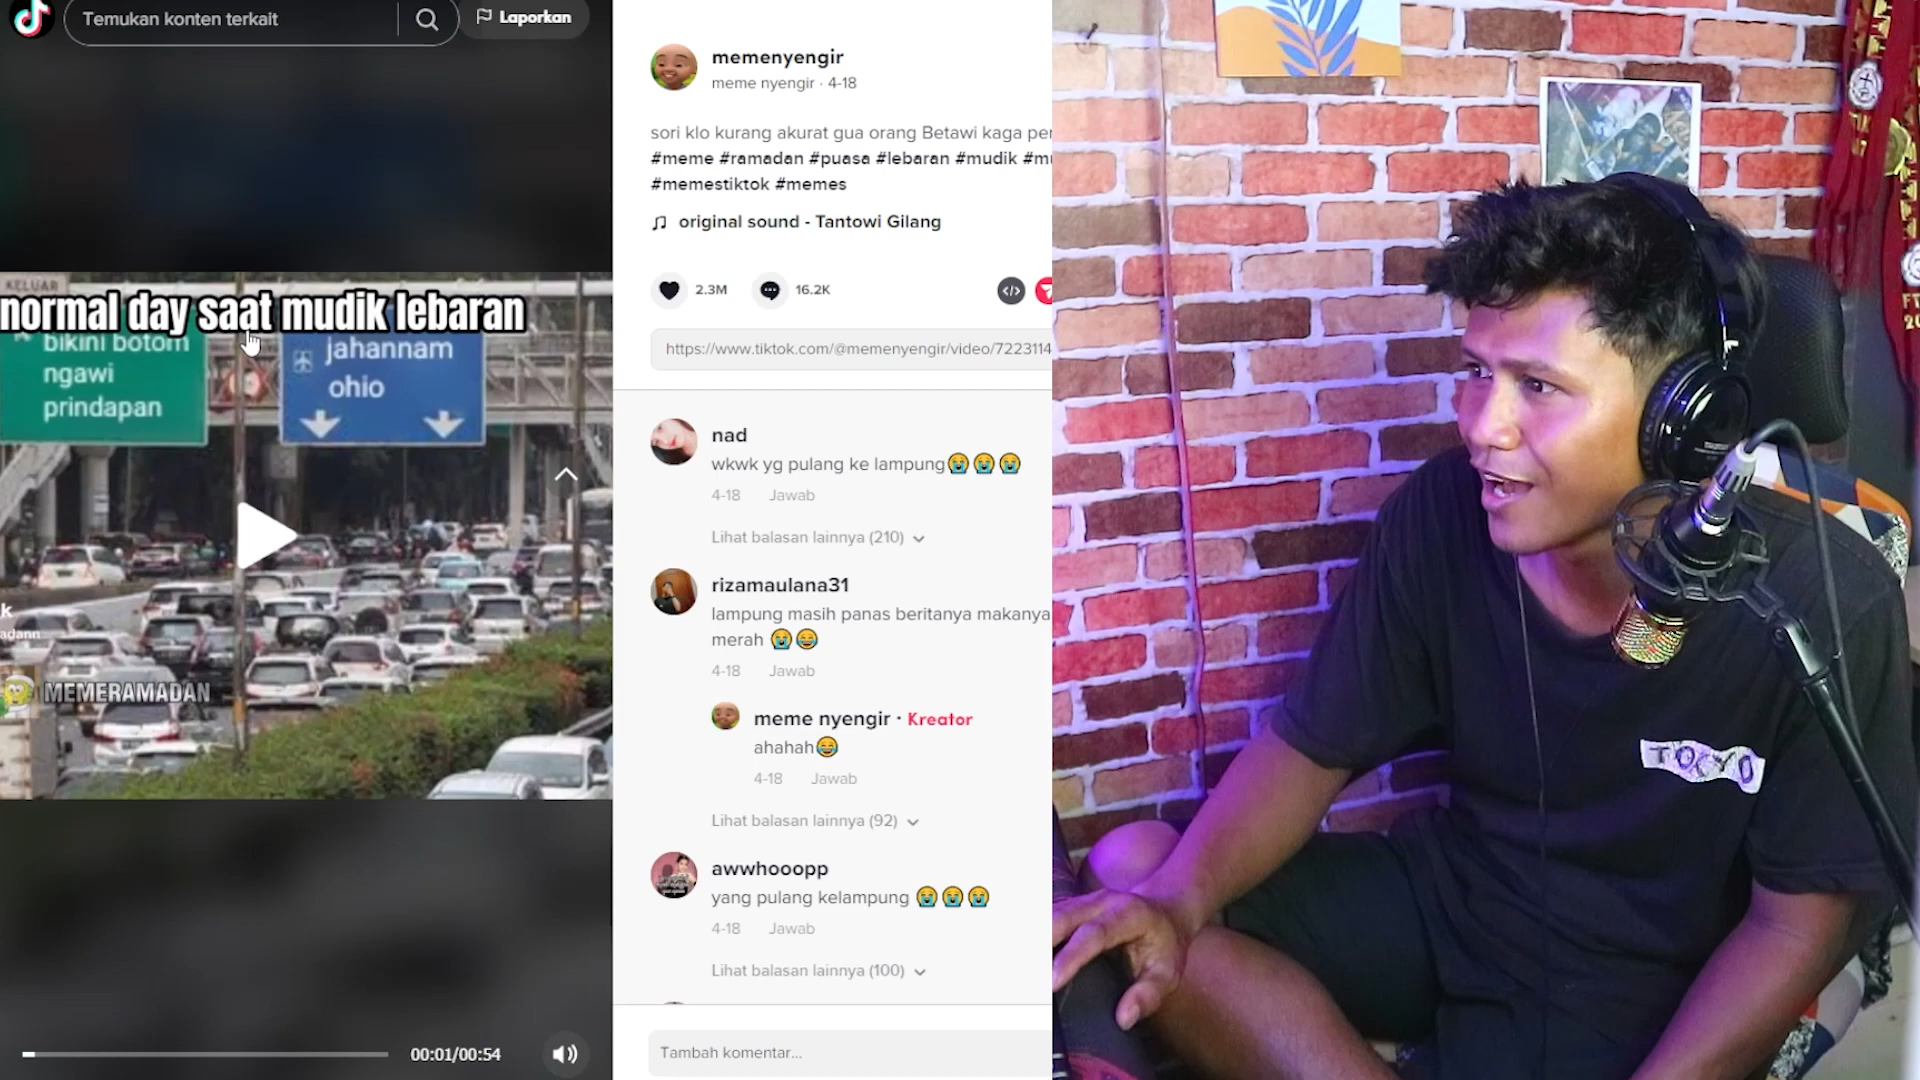 Temukan konten terkait
Laporkan
KELUAR
normal day saat mudik lebaran
bikini botom
ngawi
prindapan
jahannam
ohio
MEMERAMADAN
00:01/00:54
memenyengir
meme nyengir · 4-18
sori klo kurang akurat gua orang Betawi kaga
#meme #ramadan #puasa #lebaran #mudik
#memestiktok #memes
original sound - Tantowi Gilang
2.3M
16.2K
https://www.tiktok.com/@memenyengir/video/7223114
nad
wkwk yg pulang ke lampung😭😭😭
4-18 Jawab
Lihat balasan lainnya (210)
rizamaulana31
lampung masih panas beritanya makanya
merah 😭😂
4-18 Jawab
meme nyengir · Kreator
ahahah😂
4-18 Jawab
Lihat balasan lainnya (92)
awwhooopp
yang pulang kelampung 😭😭😭
4-18 Jawab
Lihat balasan lainnya (100)
Tambah komentar...
TOKYO